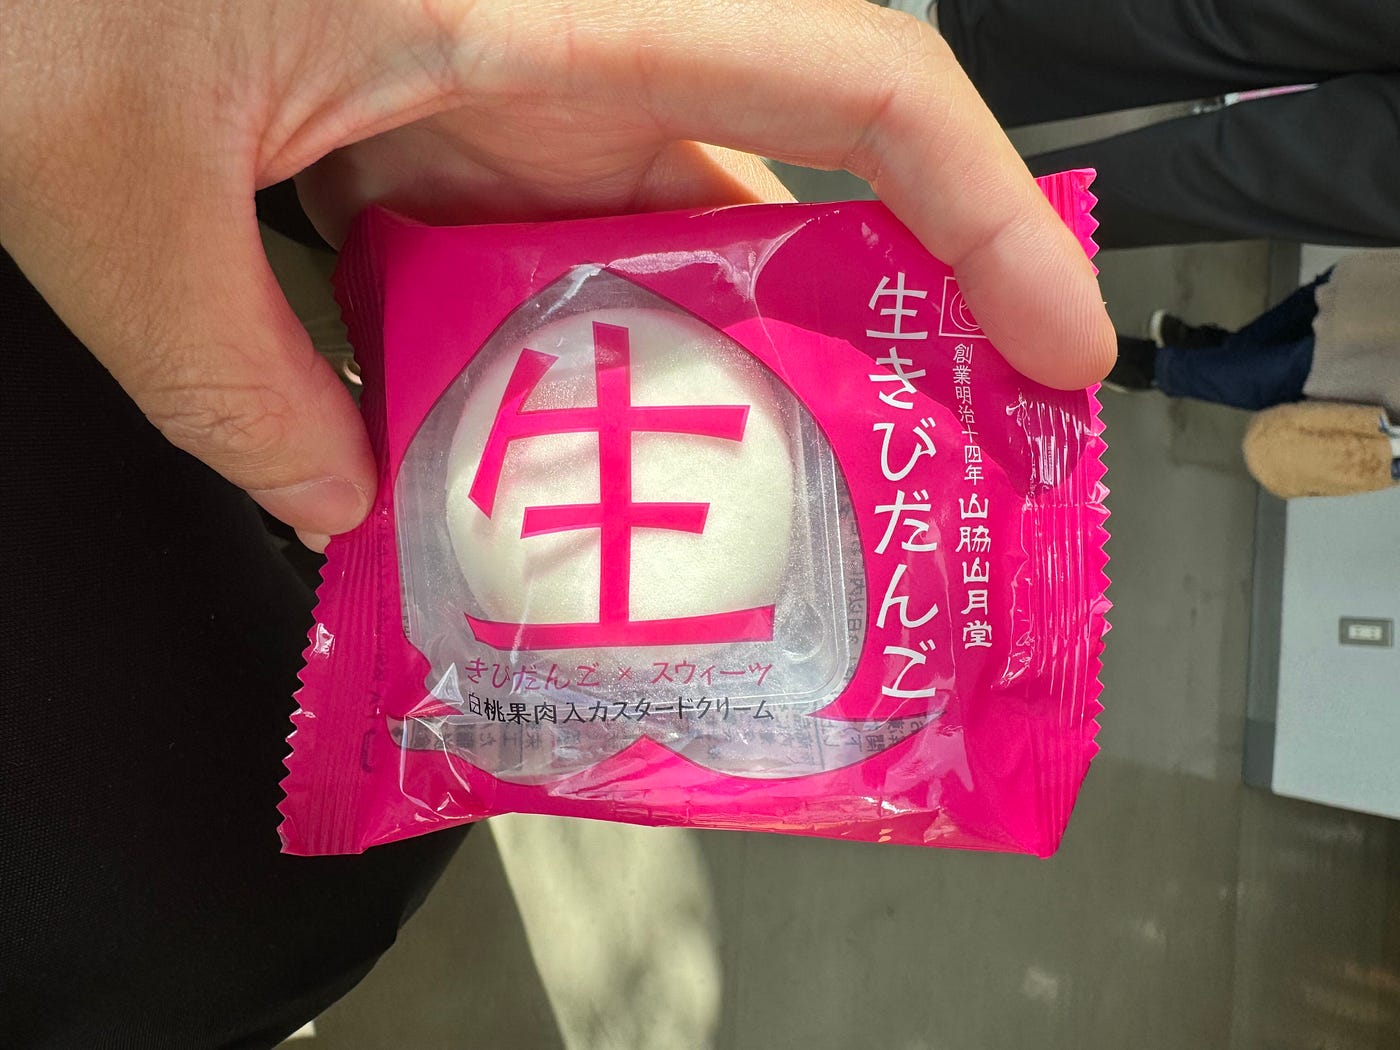 生きびだんご
創業明治十四年 山脇山月堂
生
きびだんご×スウィーツ
白桃果肉入カスタードクリーム